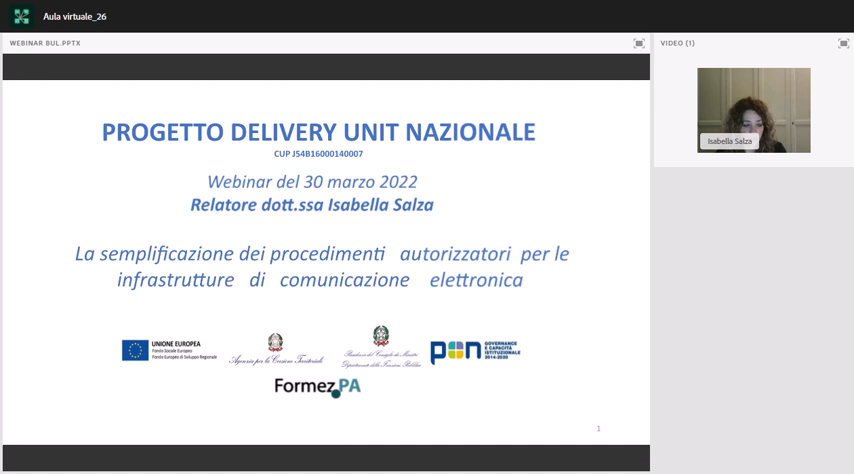 Aula virtuale_26
WEBINAR BUL.PPTX
VIDEO (1)
PROGETTO DELIVERY UNIT NAZIONALE
CUP J54B16000140007
Webinar del 30 marzo 2022
Relatore dott.ssa Isabella Salza
La semplificazione dei procedimenti autorizzatori per le
infrastrutture di comunicazione elettronica
UNIONE EUROPEA
Fondo Sociale Europeo
Fondo Europeo di Sviluppo Regionale
Agenzia per la Coesione Territoriale
Presidenza del Consiglio dei Ministri
Dipartimento della Funzione Pubblica
pon
GOVERNANCE
E CAPACITÀ
ISTITUZIONALE
2014-2020
Formez PA
1
Isabella Salza